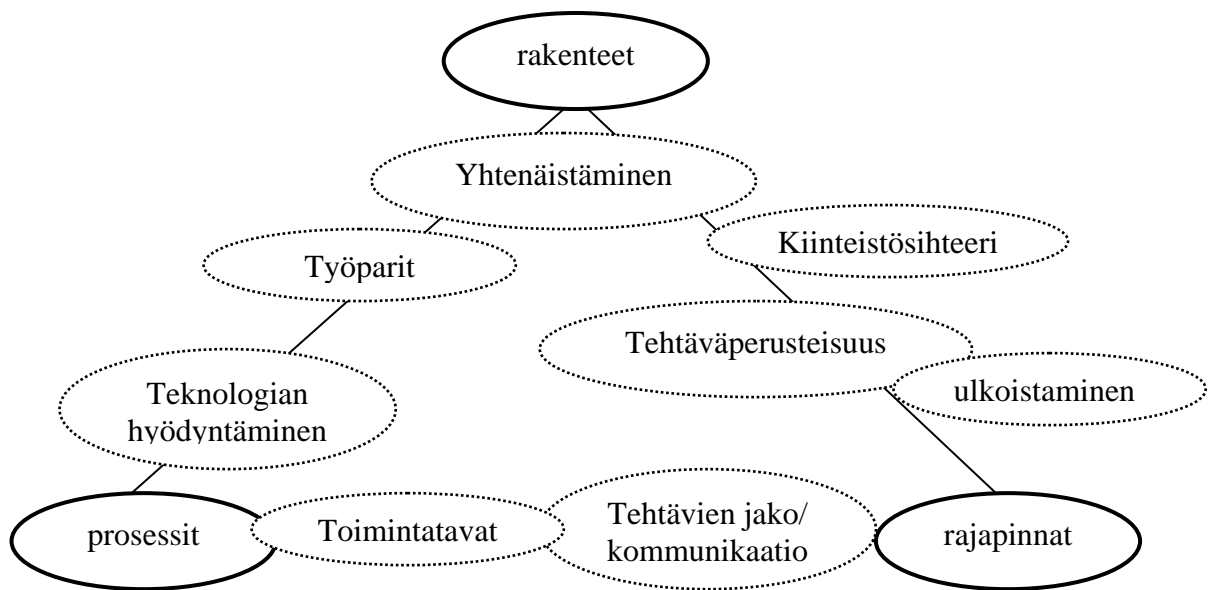 rakenteet
Yhtenäistäminen
Kiinteistösihteeri
Työparit
Tehtäväperusteisuus
ulkoistaminen
Teknologian
hyödyntäminen
prosessit
Toimintatavat
Tehtävien jako/
kommunikaatio
rajapinnat